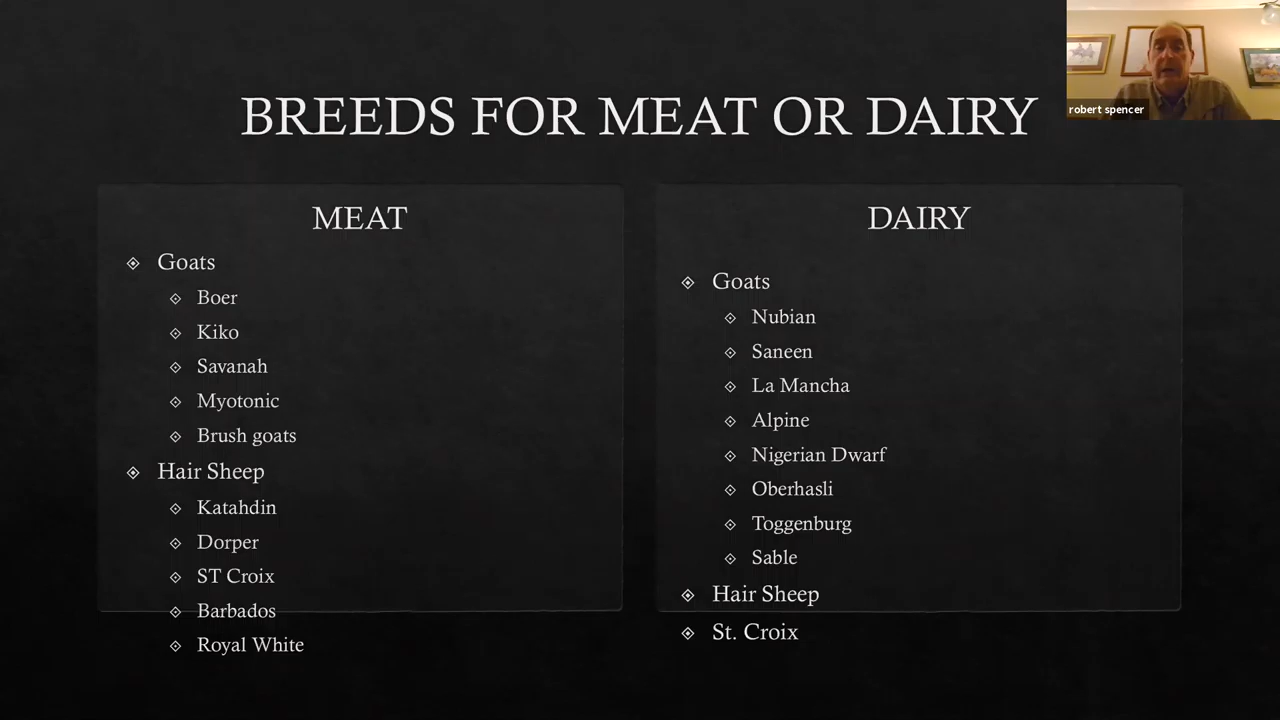 BREEDS FOR MEAT OR DAIRY
robert spencer
MEAT
Goats
Boer
Kiko
Savanah
Myotonic
Brush goats
Hair Sheep
Katahdin
Dorper
ST Croix
Barbados
Royal White
DAIRY
Goats
Nubian
Saneen
La Mancha
Alpine
Nigerian Dwarf
Oberhasli
Toggenburg
Sable
Hair Sheep
St. Croix